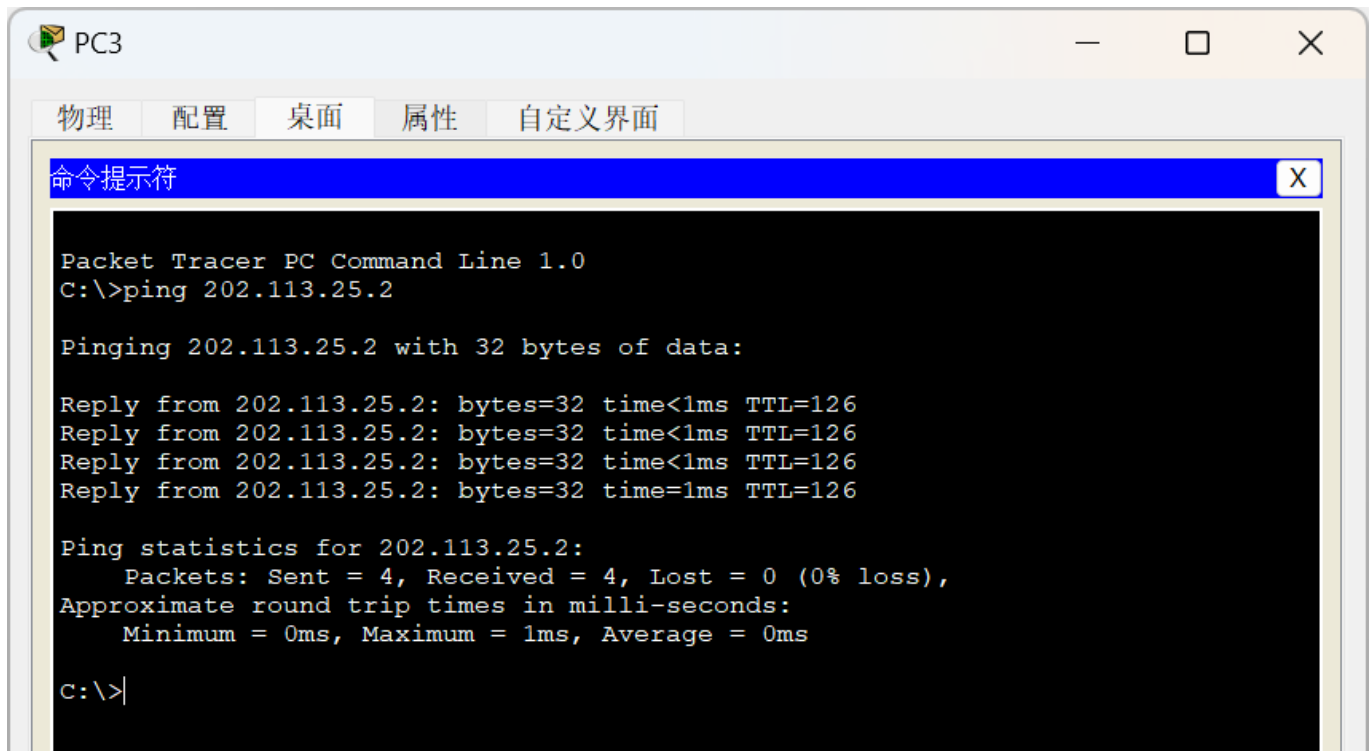 PC3
物理 配置 桌面 属性 自定义界面
命令提示符 X
Packet Tracer PC Command Line 1.0
C:\>ping 202.113.25.2
Pinging 202.113.25.2 with 32 bytes of data:
Reply from 202.113.25.2: bytes=32 time<1ms TTL=126
Reply from 202.113.25.2: bytes=32 time<1ms TTL=126
Reply from 202.113.25.2: bytes=32 time<1ms TTL=126
Reply from 202.113.25.2: bytes=32 time=1ms TTL=126
Ping statistics for 202.113.25.2:
Packets: Sent = 4, Received = 4, Lost = 0 (0% loss),
Approximate round trip times in milli-seconds:
Minimum = 0ms, Maximum = 1ms, Average = 0ms
C:\>